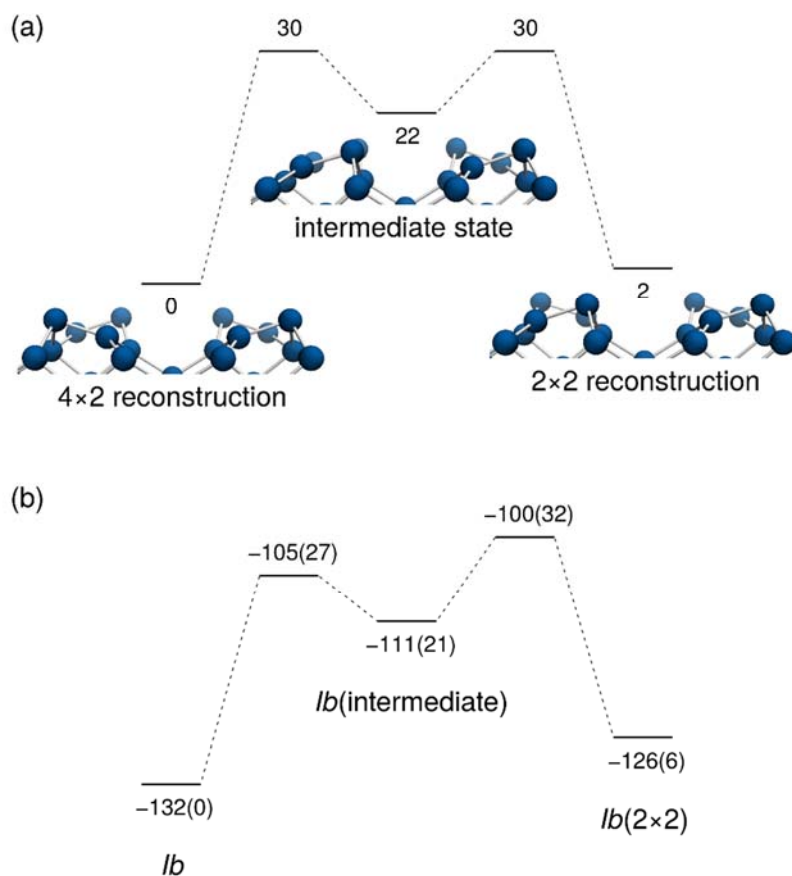 (a)
30
30
22
intermediate state
0
2
4×2 reconstruction
2×2 reconstruction
(b)
−100(32)
−105(27)
−111(21)
Ib(intermediate)
−126(6)
−132(0)
Ib(2×2)
Ib